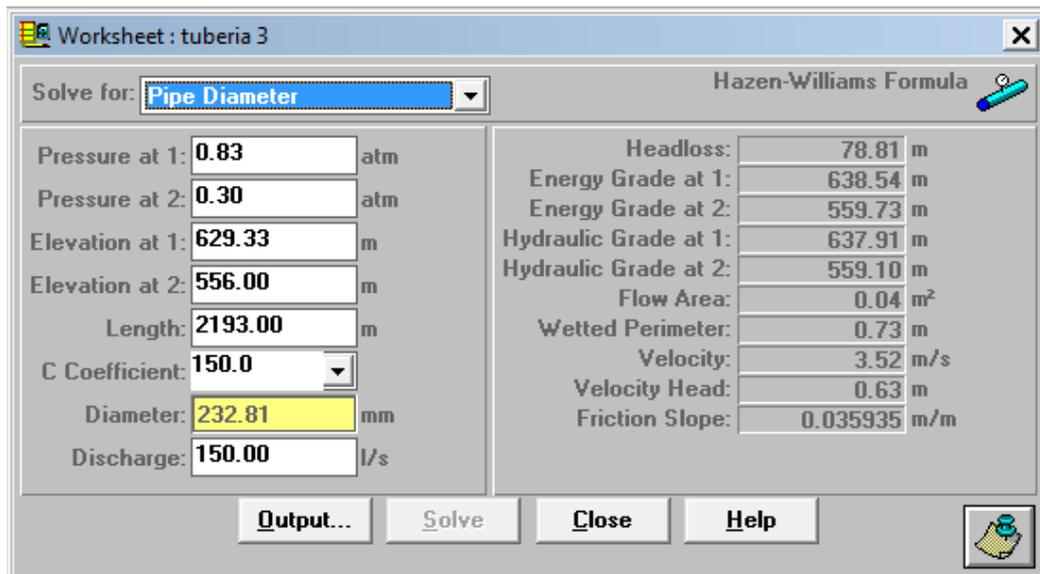 Worksheet : tuberia 3
Solve for: Pipe Diameter
Hazen-Williams Formula
Pressure at 1: 0.83 atm
Pressure at 2: 0.30 atm
Elevation at 1: 629.33 m
Elevation at 2: 556.00 m
Length: 2193.00 m
C Coefficient: 150.0
Diameter: 232.81 mm
Discharge: 150.00 l/s
Headloss: 78.81 m
Energy Grade at 1: 638.54 m
Energy Grade at 2: 559.73 m
Hydraulic Grade at 1: 637.91 m
Hydraulic Grade at 2: 559.10 m
Flow Area: 0.04 m²
Wetted Perimeter: 0.73 m
Velocity: 3.52 m/s
Velocity Head: 0.63 m
Friction Slope: 0.035935 m/m
Output... Solve Close Help